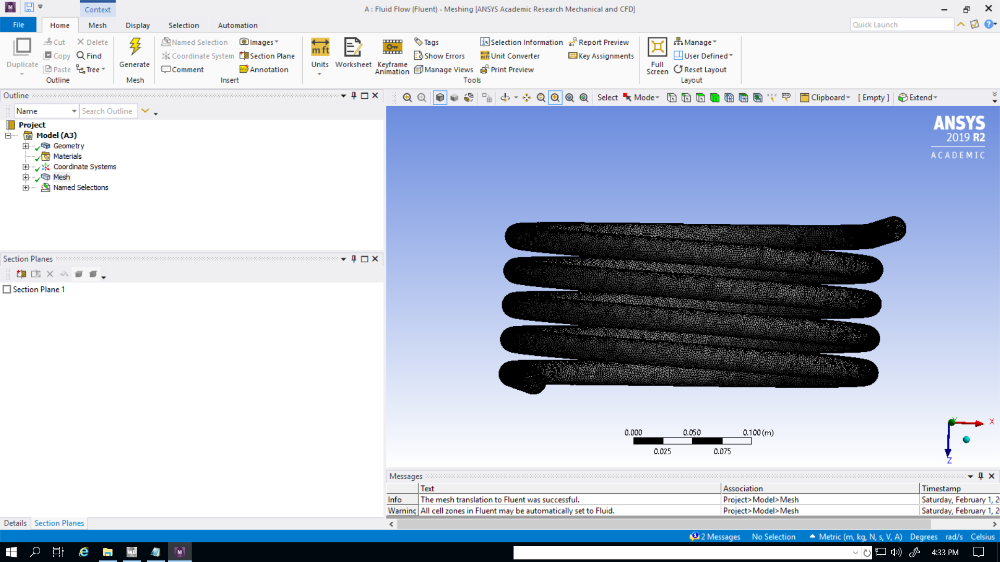 A : Fluid Flow (Fluent) - Meshing [ANSYS Academic Research Mechanical and CFD]
Context
File Home Mesh Display Selection Automation
Quick Launch
Duplicate
Cut
Copy
Paste
Delete
Find
Tree
Outline
Generate
Mesh
Named Selection
Coordinate System
Comment
Images
Section Plane
Annotation
Insert
m ft
Units
Worksheet
Keyframe
Animation
Tags
Show Errors
Manage Views
Selection Information
Unit Converter
Print Preview
Report Preview
Key Assignments
Tools
Full
Screen
Manage
User Defined
Reset Layout
Layout
Outline
Name Search Outline
Project
Model (A3)
Geometry
Materials
Coordinate Systems
Mesh
Named Selections
Section Planes
Section Plane 1
Details Section Planes
Select Mode Clipboard [ Empty ] Extend
ANSYS
2019 R2
ACADEMIC
0.000 0.050 0.100 (m)
0.025 0.075
Y
X
Z
Messages
Text Association Timestamp
Info The mesh translation to Fluent was successful. Project>Model>Mesh Saturday, February 1, 2
Warning All cell zones in Fluent may be automatically set to Fluid. Project>Model>Mesh Saturday, February 1, 2
2 Messages No Selection Metric (m, kg, N, s, V, A) Degrees rad/s Celsius
WB M 4:33 PM